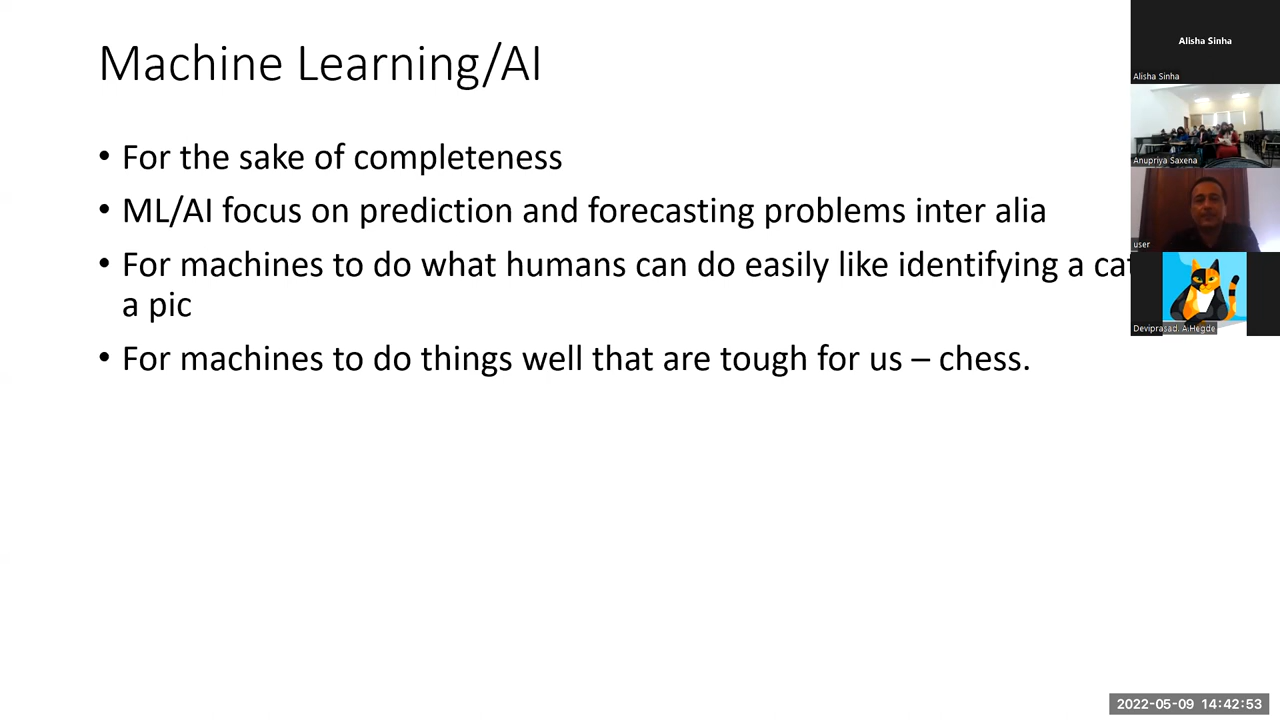 Machine Learning/AI
• For the sake of completeness
• ML/AI focus on prediction and forecasting problems inter alia
• For machines to do what humans can do easily like identifying a cat
a pic
• For machines to do things well that are tough for us – chess.
Alisha Sinha
Alisha Sinha
Anupriya Saxena
user
Deviprasad. A.Hegde
2022-05-09 14:42:53